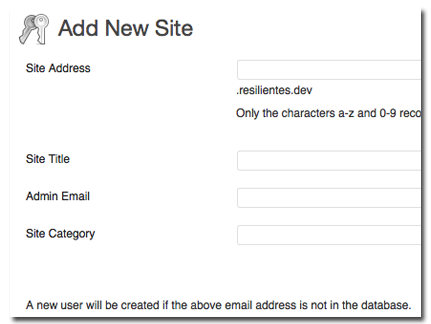 Add New Site
Site Address
.resilientes.dev
Only the characters a-z and 0-9
Site Title
Admin Email
Site Category
A new user will be created if the above email address is not in the database.